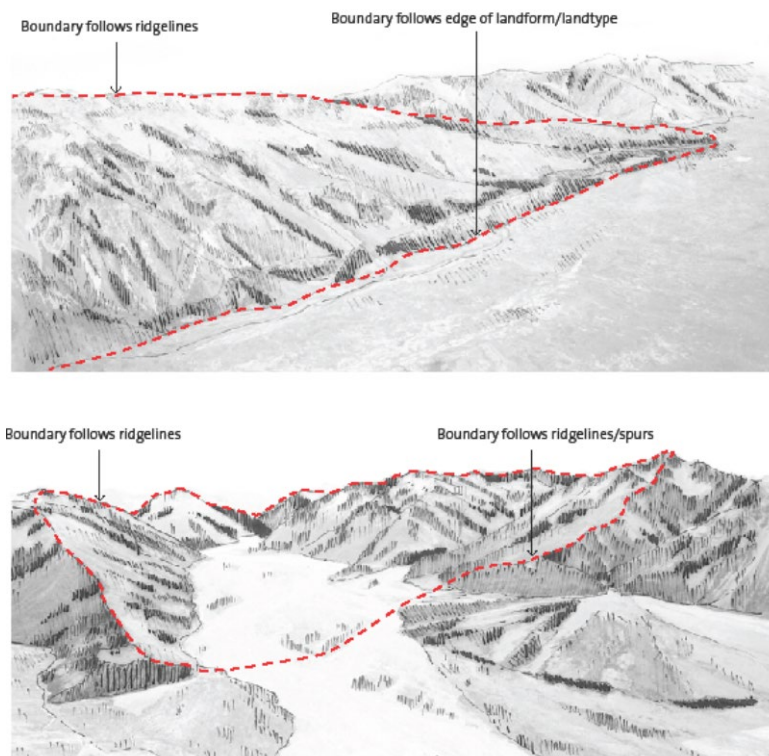 Boundary follows ridgelines
Boundary follows edge of landform/landtype
Boundary follows ridgelines
Boundary follows ridgelines/spurs